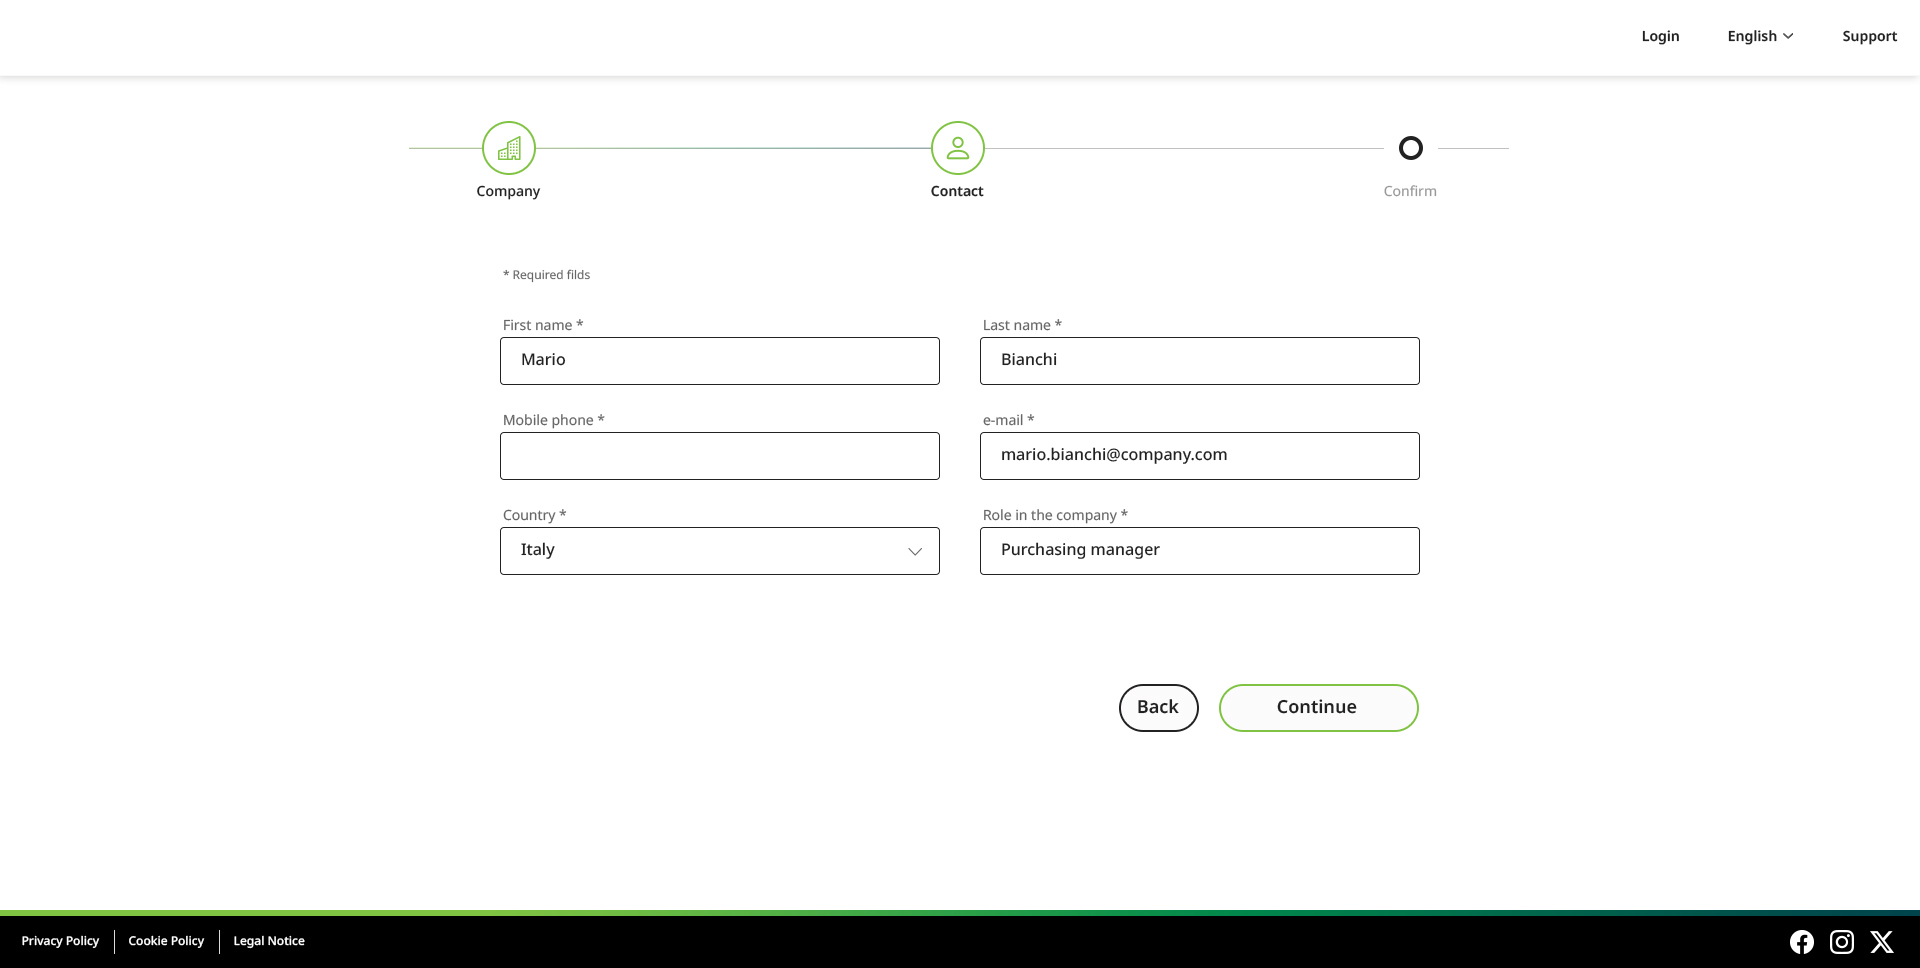 Login English Support
Company Contact Confirm
* Required filds
First name * Last name *
Mario Bianchi
Mobile phone * e-mail *
mario.bianchi@company.com
Country * Role in the company *
Italy Purchasing manager
Back Continue
Privacy Policy Cookie Policy Legal Notice